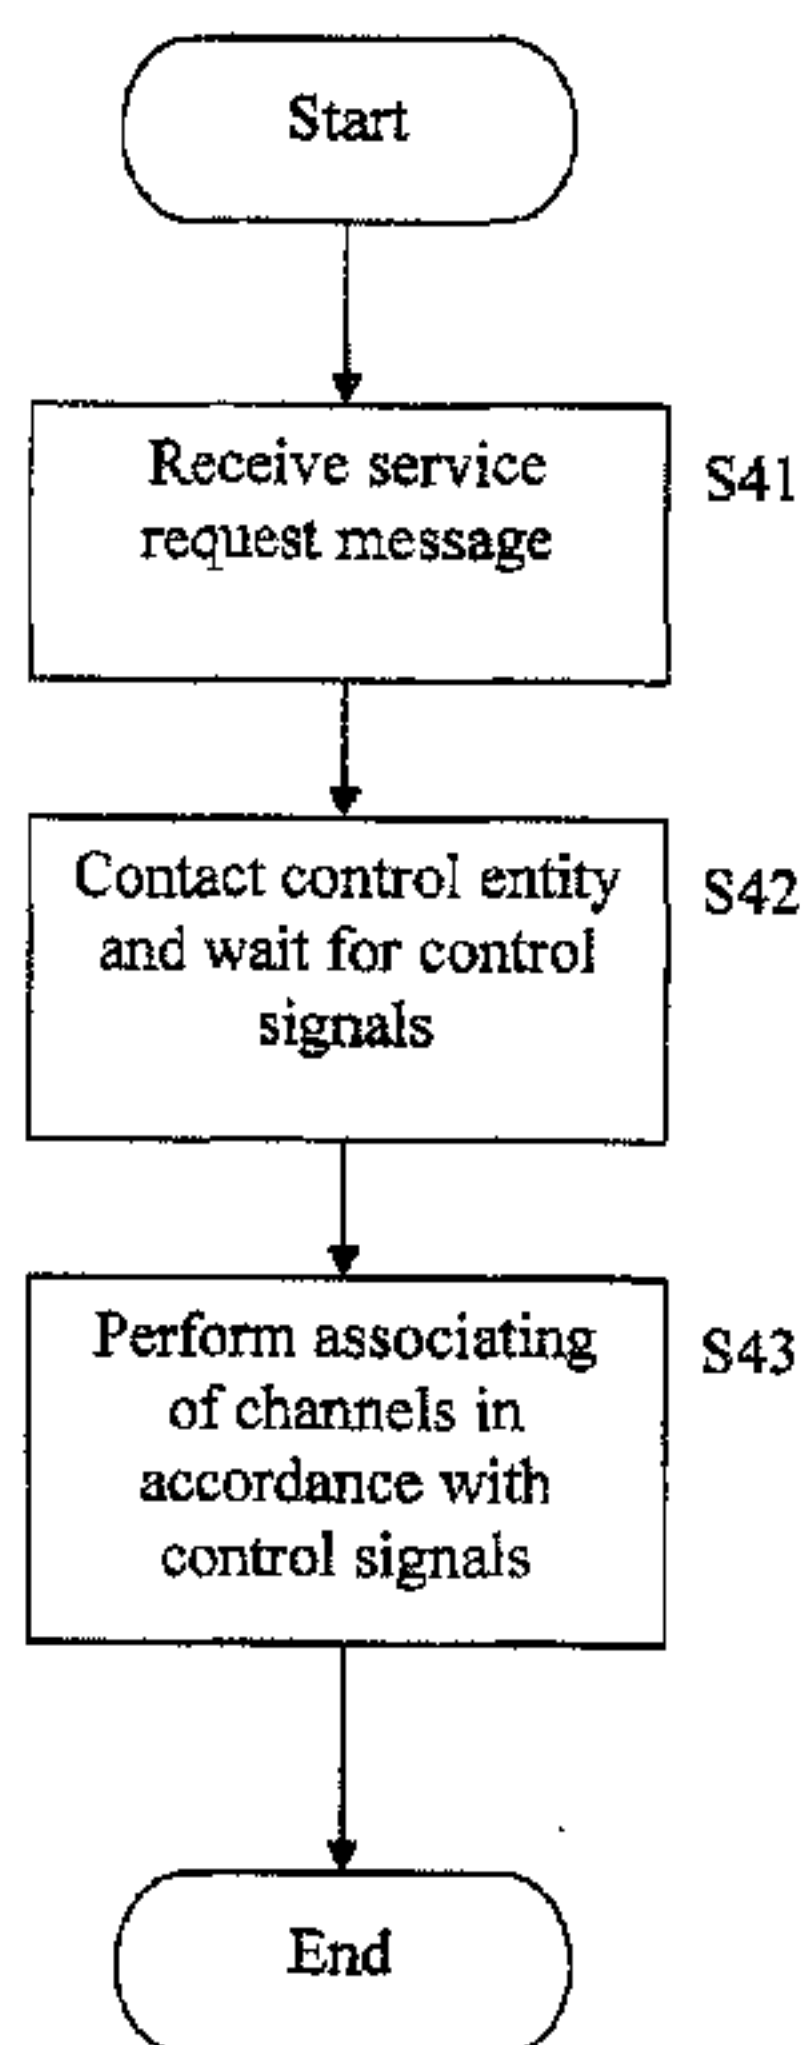 Start
Receive service
request message
S41
Contact control entity
and wait for control
signals
S42
Perform associating
of channels in
accordance with
control signals
S43
End